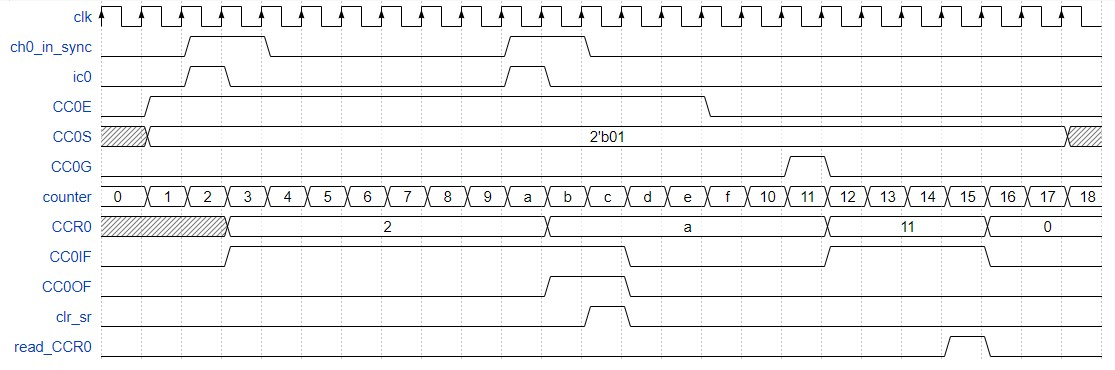 clk
ch0_in_sync
ic0
CC0E
CC0S 2'b01
CC0G
counter 0 1 2 3 4 5 6 7 8 9 a b c d e f 10 11 12 13 14 15 16 17 18
CCR0 2 a 11 0
CC0IF
CC0OF
clr_sr
read_CCR0